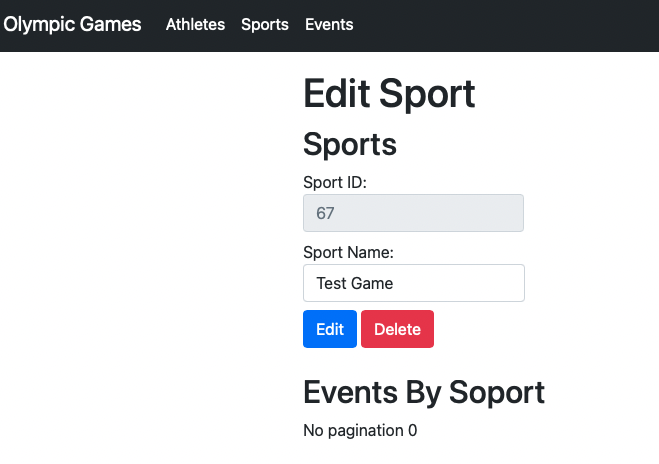 Olympic Games Athletes Sports Events
Edit Sport
Sports
Sport ID:
67
Sport Name:
Test Game
Edit Delete
Events By Soport
No pagination 0